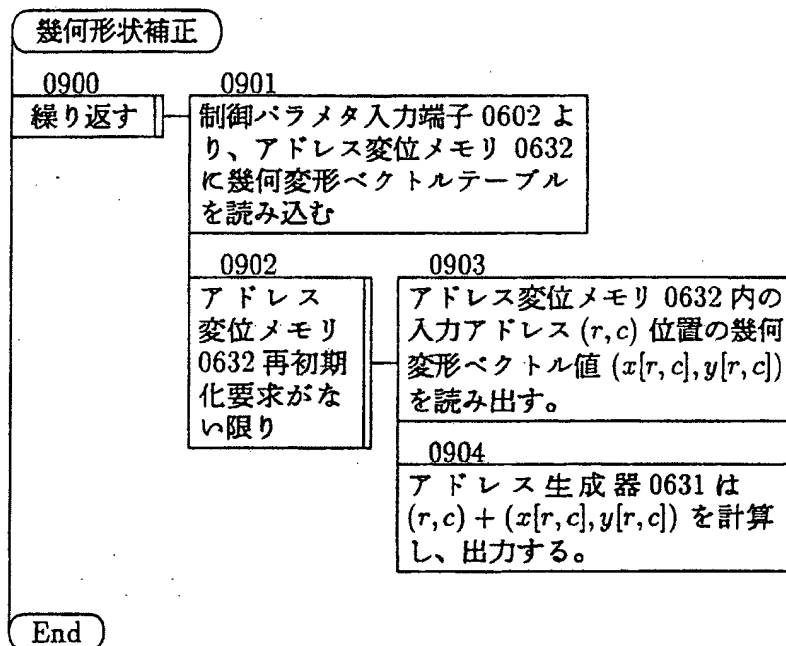 幾何形状補正
0900
繰り返す
0901
制御パラメタ入力端子 0602 よ
り、アドレス変位メモリ 0632
に幾何変形ベクトルテーブル
を読み込む
0902
アドレス
変位メモリ
0632 再初期
化要求がな
い限り
0903
アドレス変位メモリ 0632 内の
入力アドレス (r,c) 位置の幾何
変形ベクトル値 (x[r,c],y[r,c])
を読み出す。
0904
アドレス生成器 0631 は
(r,c) + (x[r,c],y[r,c]) を計算
し、出力する。
End